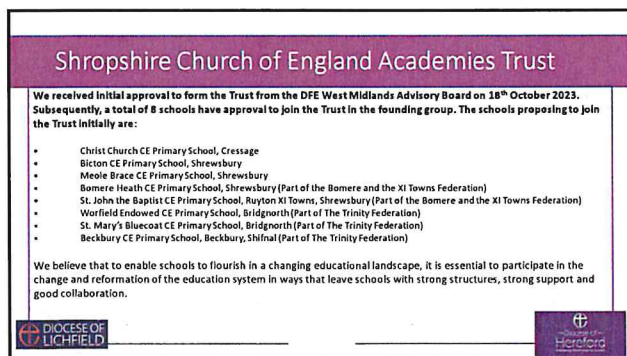 Shropshire Church of England Academies Trust
We received initial approval to form the Trust from the DFE West Midlands Advisory Board on 18th October 2023.
Subsequently, a total of 8 schools have approval to join the Trust in the founding group. The schools proposing to join
the Trust initially are:
• Christ Church CE Primary School, Cressage
• Bicton CE Primary School, Shrewsbury
• Meole Brace CE Primary School, Shrewsbury
• Bomere Heath CE Primary School, Shrewsbury (Part of the Bomere and the XI Towns Federation)
• St. John the Baptist CE Primary School, Ruyton XI Towns, Shrewsbury (Part of the Bomere and the XI Towns Federation)
• Worfield Endowed CE Primary School, Bridgnorth (Part of The Trinity Federation)
• St. Mary's Bluecoat CE Primary School, Bridgnorth (Part of The Trinity Federation)
• Beckbury CE Primary School, Beckbury, Shifnal (Part of The Trinity Federation)
We believe that to enable schools to flourish in a changing educational landscape, it is essential to participate in the
change and reformation of the education system in ways that leave schools with strong structures, strong support and
good collaboration.
DIOCESE OF
LICHFIELD
Diocese of
Hereford